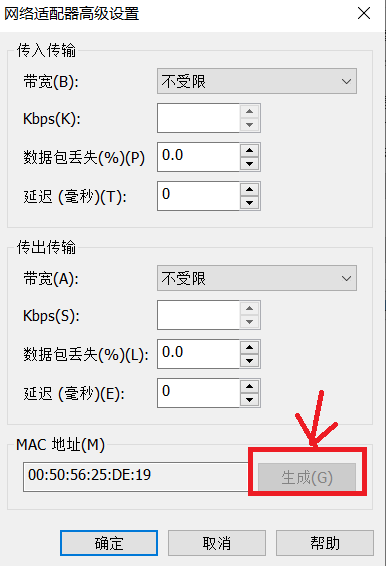 网络适配器高级设置
传入传输
带宽(B): 不受限
Kbps(K):
数据包丢失(%)(P) 0.0
延迟 (毫秒)(T): 0
传出传输
带宽(A): 不受限
Kbps(S):
数据包丢失(%)(L): 0.0
延迟 (毫秒)(E): 0
MAC 地址(M)
00:50:56:25:DE:19 生成(G)
确定 取消 帮助